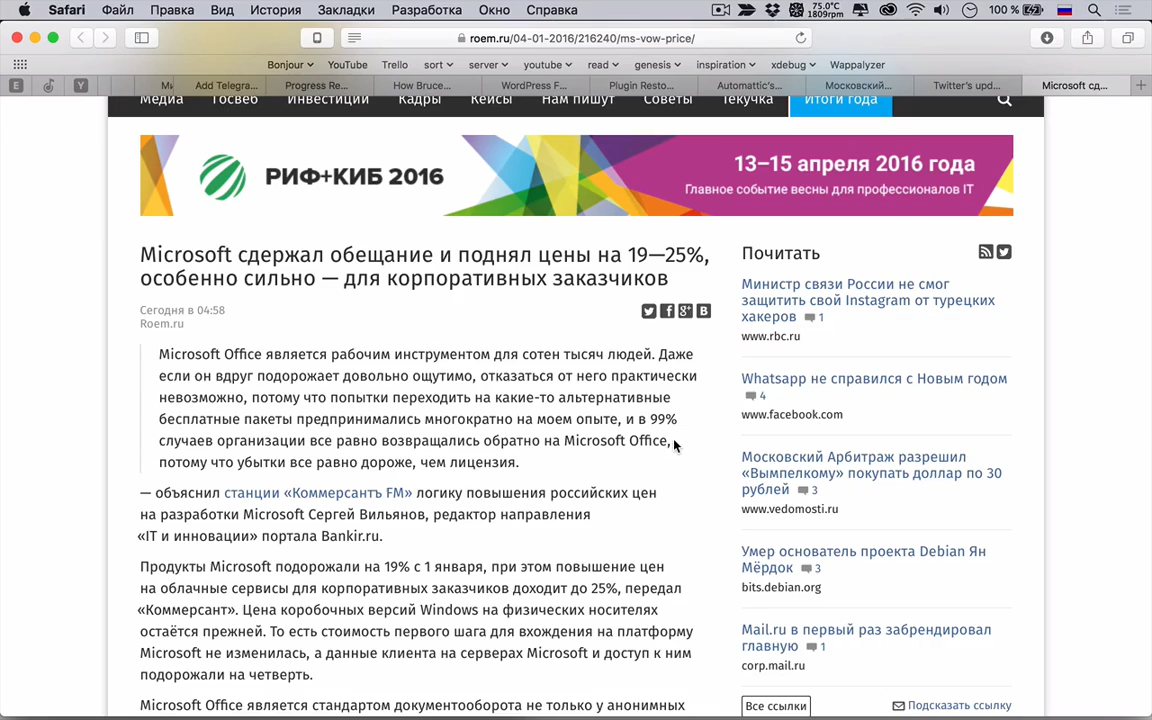 Safari Файл Правка Вид История Закладки Разработка Окно Справка 75.0°C 1809rpm 100 %
roem.ru/04-01-2016/216240/ms-vow-price/
Bonjour YouTube Trello sort server youtube read genesis inspiration xdebug Wappalyzer
Add Telegra... Progress Re... How Bruce... WordPress F... Plugin Resto... Automattic's... Московский... Twitter's upd... Microsoft сд...
Медиа Госвеб Инвестиции Кадры Кейсы Нам пишут Советы Текучка Итоги года
РИФ+КИБ 2016
13–15 апреля 2016 года
Главное событие весны для профессионалов IT
Microsoft сдержал обещание и поднял цены на 19—25%,
особенно сильно — для корпоративных заказчиков
Сегодня в 04:58
Roem.ru
Microsoft Office является рабочим инструментом для сотен тысяч людей. Даже
если он вдруг подорожает довольно ощутимо, отказаться от него практически
невозможно, потому что попытки переходить на какие-то альтернативные
бесплатные пакеты предпринимались многократно на моем опыте, и в 99%
случаев организации все равно возвращались обратно на Microsoft Office,
потому что убытки все равно дороже, чем лицензия.
— объяснил станции «Коммерсантъ FM» логику повышения российских цен
на разработки Microsoft Сергей Вильянов, редактор направления
«IT и инновации» портала Bankir.ru.
Продукты Microsoft подорожали на 19% с 1 января, при этом повышение цен
на облачные сервисы для корпоративных заказчиков доходит до 25%, передал
«Коммерсант». Цена коробочных версий Windows на физических носителях
остаётся прежней. То есть стоимость первого шага для вхождения на платформу
Microsoft не изменилась, а данные клиента на серверах Microsoft и доступ к ним
подорожали на четверть.
Microsoft Office является стандартом документооборота не только у анонимных
Почитать
Министр связи России не смог
защитить свой Instagram от турецких
хакеров 1
www.rbc.ru
Whatsapp не справился с Новым годом
4
www.facebook.com
Московский Арбитраж разрешил
«Вымпелкому» покупать доллар по 30
рублей 3
www.vedomosti.ru
Умер основатель проекта Debian Ян
Мёрдок 3
bits.debian.org
Mail.ru в первый раз забрендировал
главную 1
corp.mail.ru
Все ссылки Подсказать ссылку